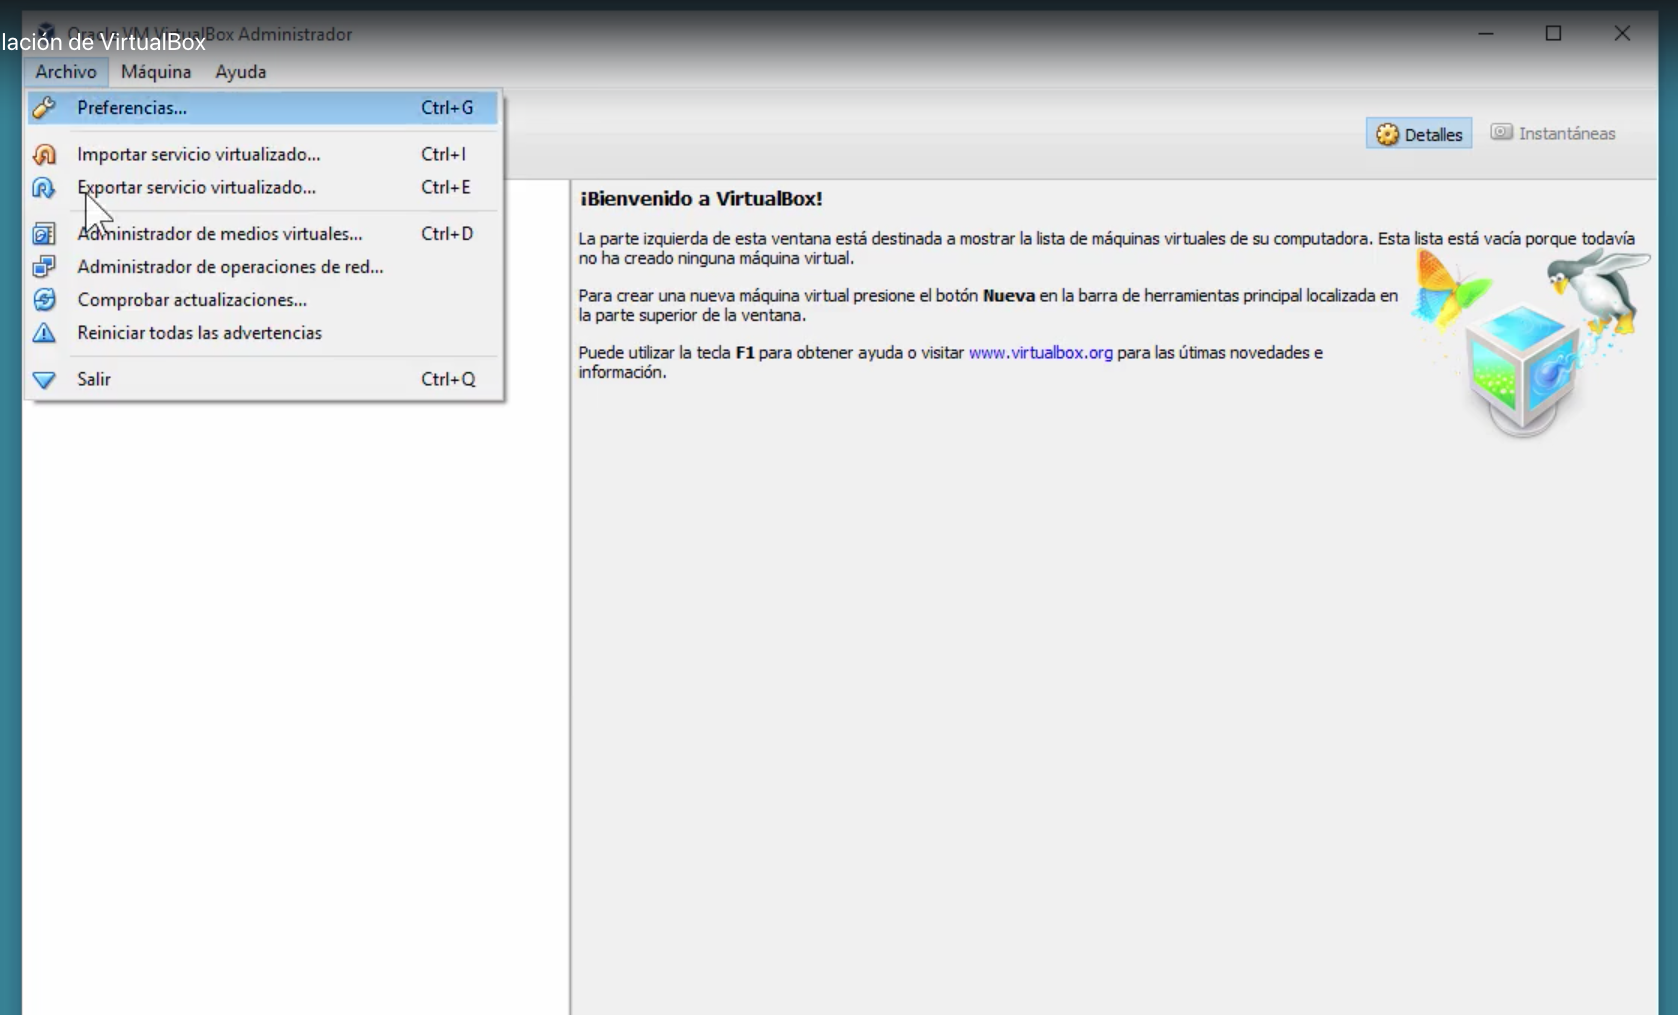 Oracle VM VirtualBox Administrador
lación de VirtualBox
Archivo Máquina Ayuda
Preferencias... Ctrl+G
Importar servicio virtualizado... Ctrl+I
Exportar servicio virtualizado... Ctrl+E
Administrador de medios virtuales... Ctrl+D
Administrador de operaciones de red...
Comprobar actualizaciones...
Reiniciar todas las advertencias
Salir Ctrl+Q
Detalles Instantáneas
¡Bienvenido a VirtualBox!
La parte izquierda de esta ventana está destinada a mostrar la lista de máquinas virtuales de su computadora. Esta lista está vacía porque todavía
no ha creado ninguna máquina virtual.
Para crear una nueva máquina virtual presione el botón Nueva en la barra de herramientas principal localizada en
la parte superior de la ventana.
Puede utilizar la tecla F1 para obtener ayuda o visitar www.virtualbox.org para las útimas novedades e
información.